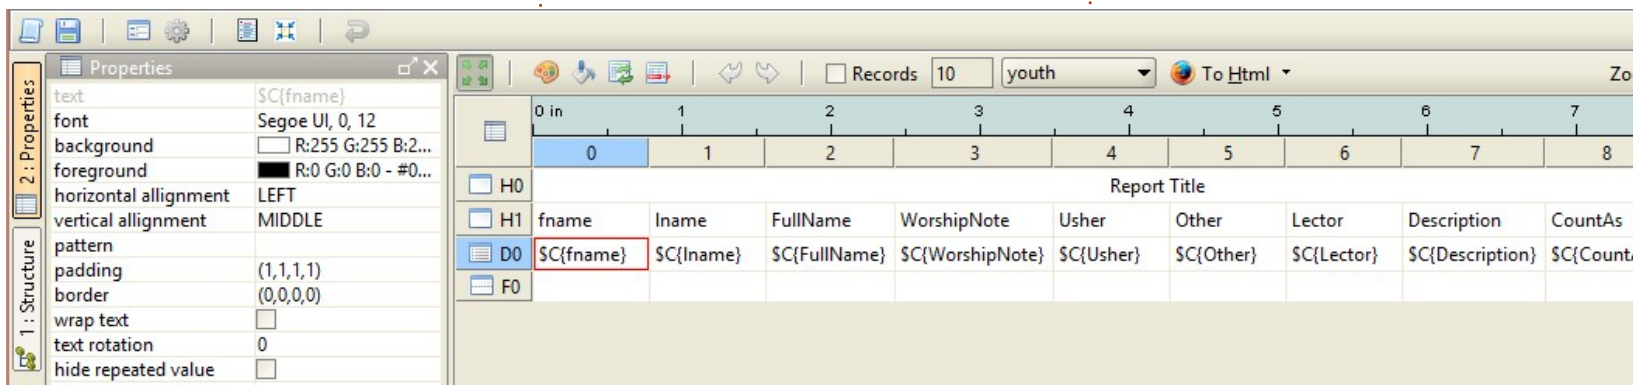 Records 10 youth To Html Zo
Properties
2 : Properties
1 : Structure
text $C{fname}
font Segoe UI, 0, 12
background R:255 G:255 B:2...
foreground R:0 G:0 B:0 - #0...
horizontal allignment LEFT
vertical allignment MIDDLE
pattern
padding (1,1,1,1)
border (0,0,0,0)
wrap text
text rotation 0
hide repeated value
0 in 1 2 3 4 5 6 7
0 1 2 3 4 5 6 7 8
H0 Report Title
H1 fname lname FullName WorshipNote Usher Other Lector Description CountAs
D0 $C{fname} $C{lname} $C{FullName} $C{WorshipNote} $C{Usher} $C{Other} $C{Lector} $C{Description} $C{Count
F0